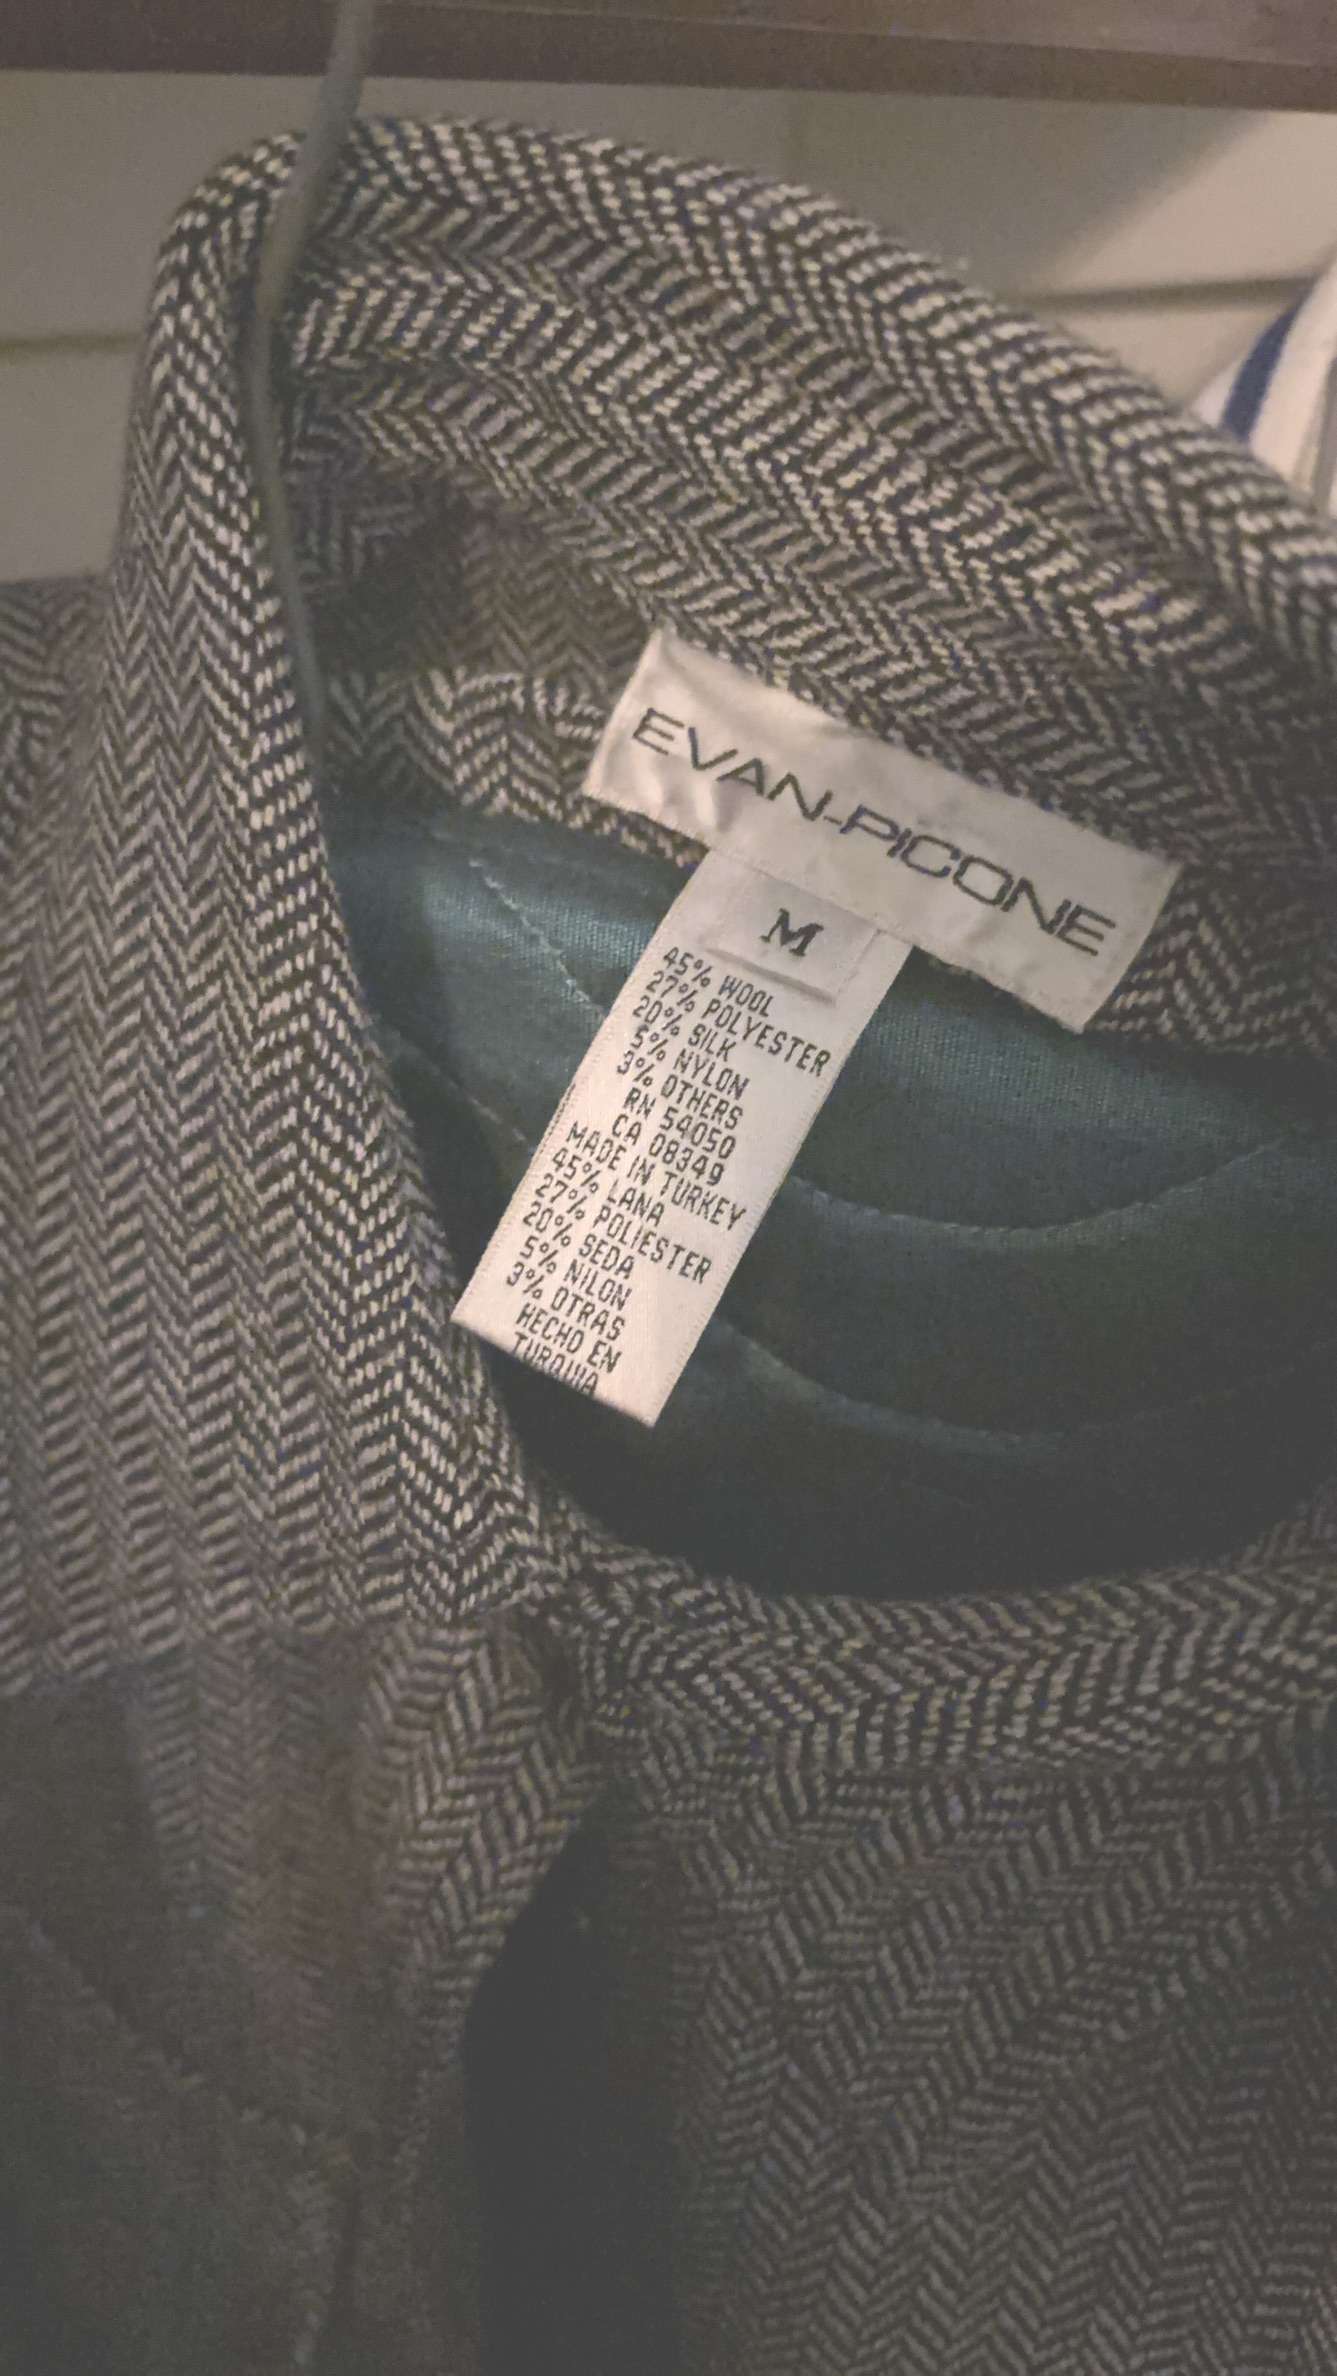 EVAN-PICONE
M
45% WOOL
27% POLYESTER
20% SILK
5% NYLON
3% OTHERS
RN 54050
CA 08349
MADE IN TURKEY
45% LANA
27% POLIESTER
20% SEDA
5% NILON
3% OTRAS
HECHO EN
TURQUIA